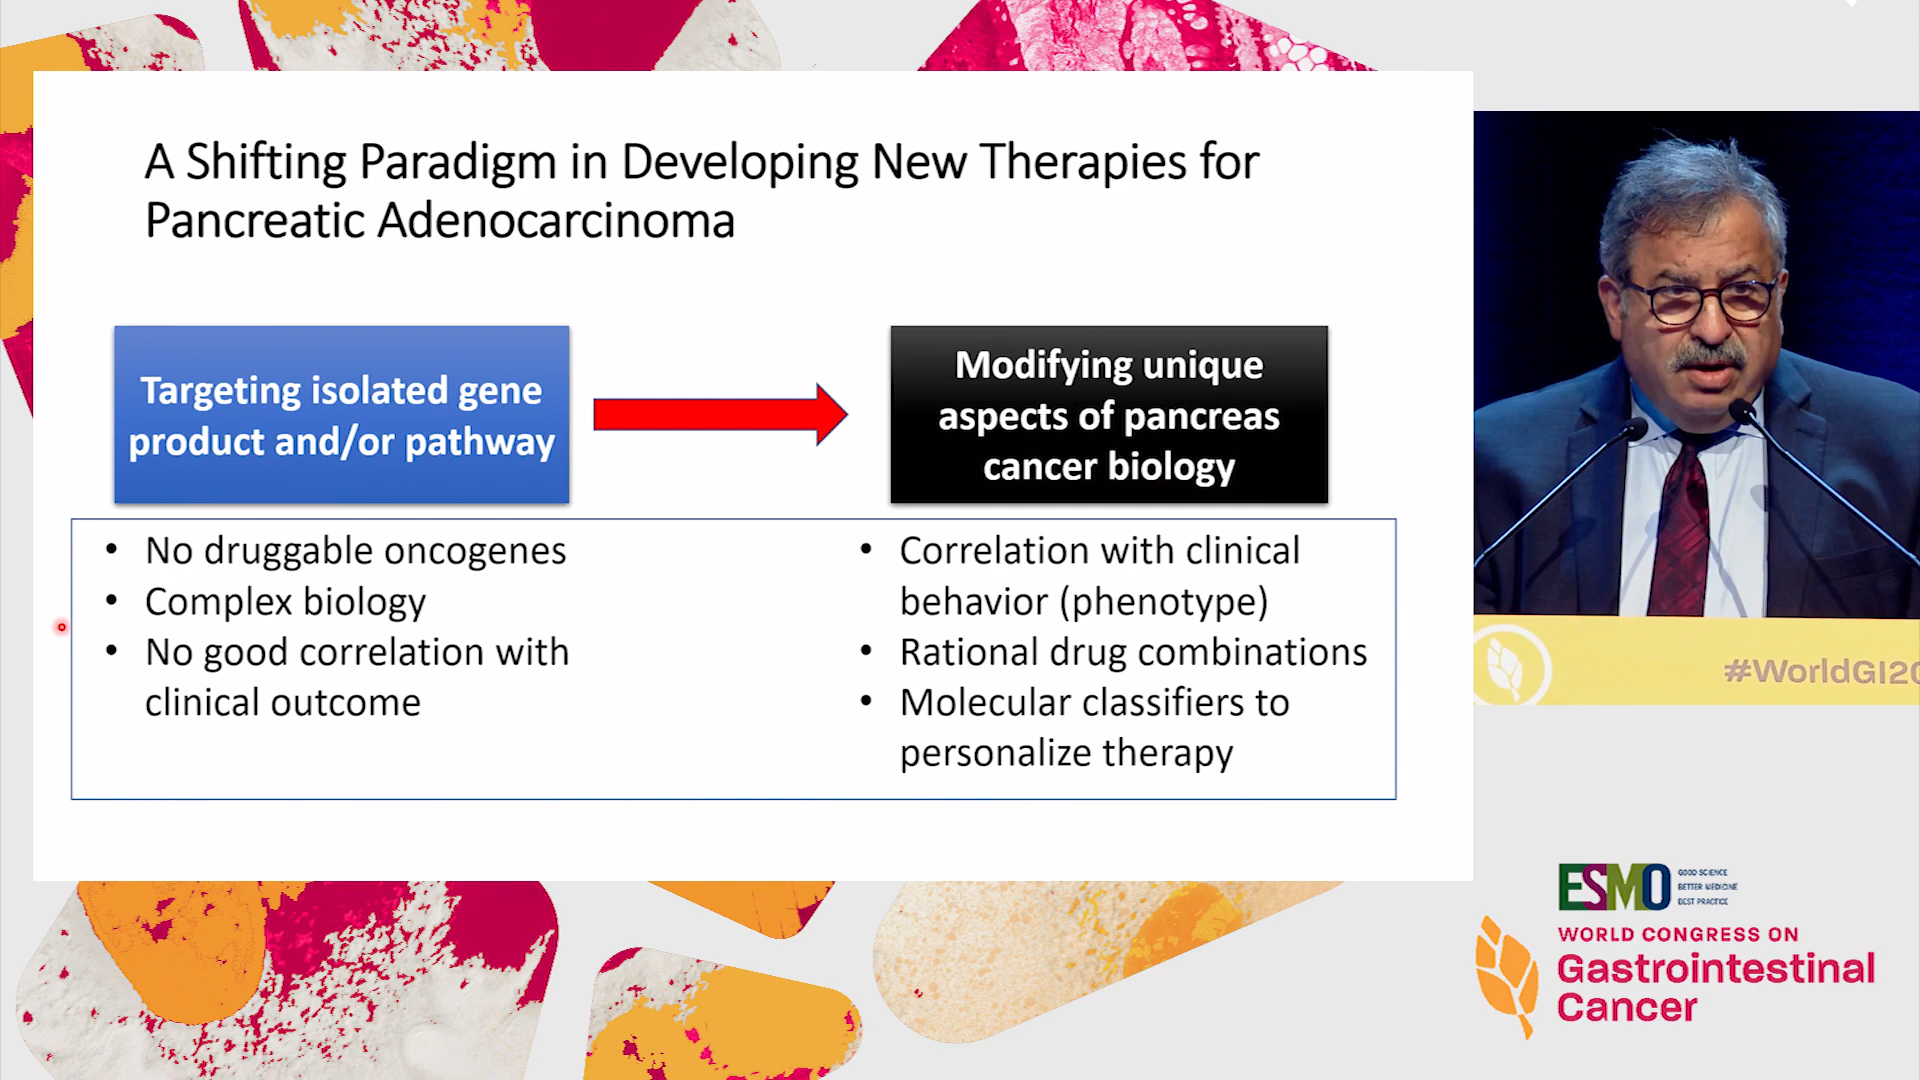 A Shifting Paradigm in Developing New Therapies for
Pancreatic Adenocarcinoma
Targeting isolated gene
product and/or pathway
Modifying unique
aspects of pancreas
cancer biology
• No druggable oncogenes
• Complex biology
• No good correlation with
clinical outcome
• Correlation with clinical
behavior (phenotype)
• Rational drug combinations
• Molecular classifiers to
personalize therapy
#WorldGI20
ESMO
GOOD SCIENCE
BETTER MEDICINE
BEST PRACTICE
WORLD CONGRESS ON
Gastrointestinal
Cancer